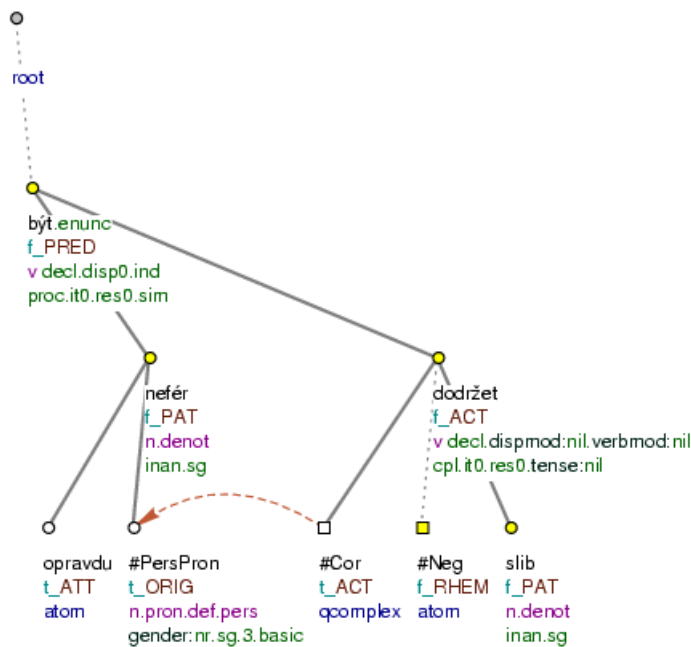 root
být.enunc
f_PRED
v decl.disp0.ind
proc.it0.res0.sim
nefér
f_PAT
n.denot
inan.sg
dodržet
f_ACT
v decl.dispmod:nil.verbmod:nil
cpl.it0.res0.tense:nil
opravdu
t_ATT
atom
#PersPron
t_ORIG
n.pron.def.pers
gender:nr.sg.3.basic
#Cor
t_ACT
qcomplex
#Neg
f_RHEM
atom
slib
f_PAT
n.denot
inan.sg